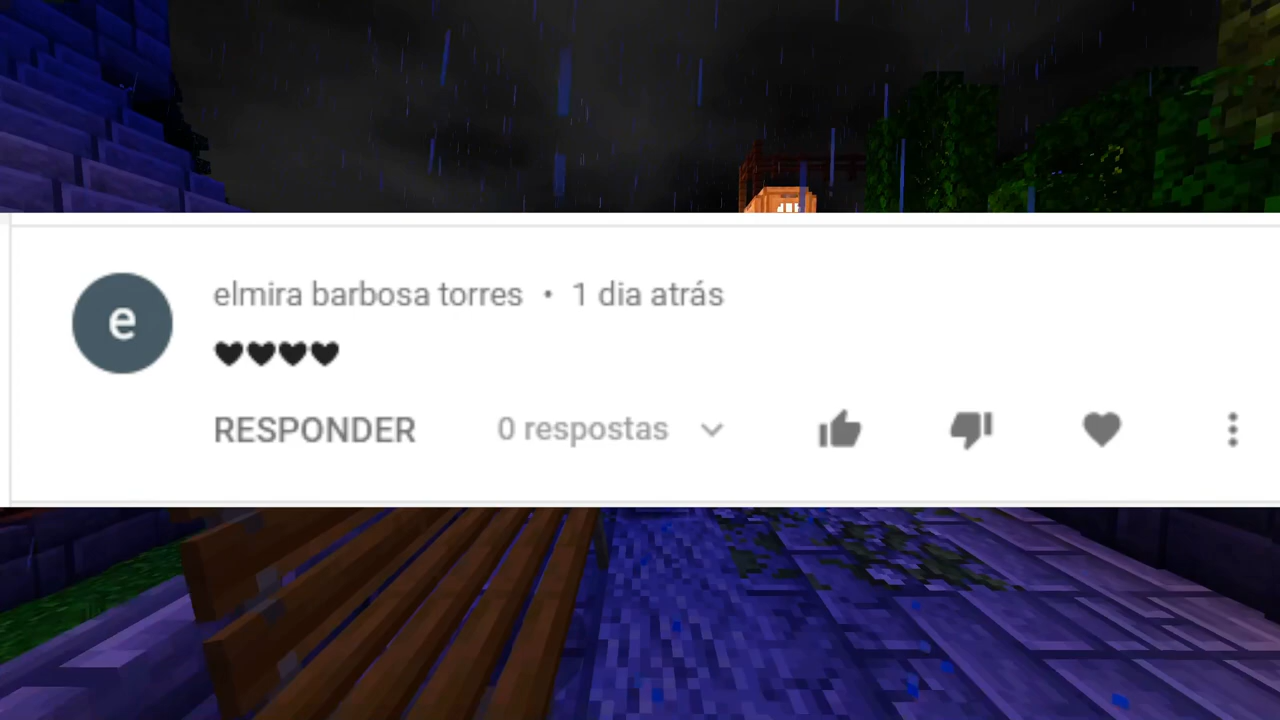 e
elmira barbosa torres • 1 dia atrás
♥♥♥♥
RESPONDER 0 respostas